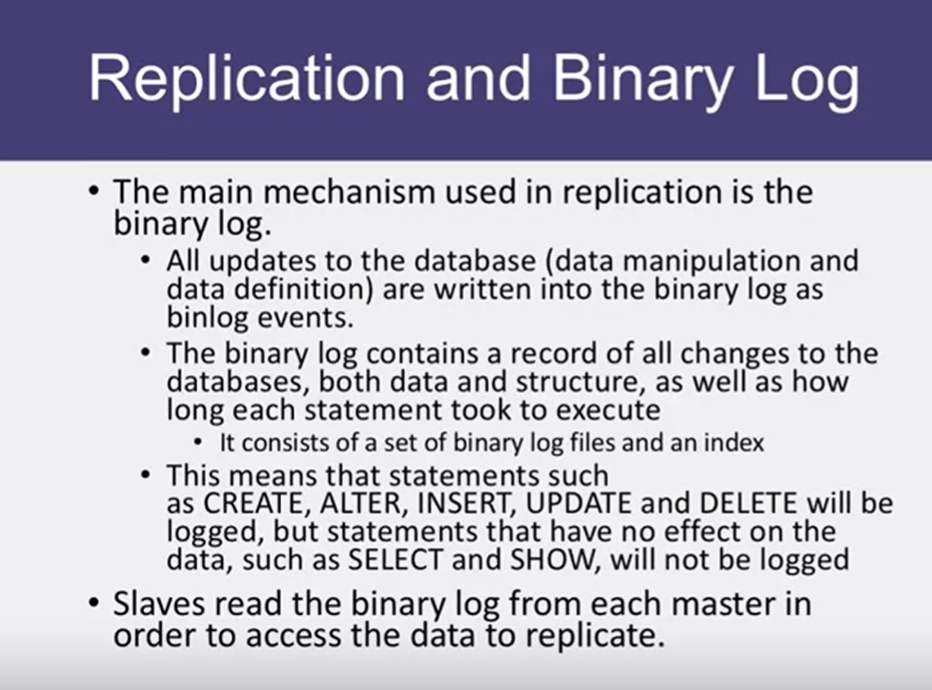 Replication and Binary Log
• The main mechanism used in replication is the
binary log.
• All updates to the database (data manipulation and
data definition) are written into the binary log as
binlog events.
• The binary log contains a record of all changes to the
databases, both data and structure, as well as how
long each statement took to execute
• It consists of a set of binary log files and an index
• This means that statements such
as CREATE, ALTER, INSERT, UPDATE and DELETE will be
logged, but statements that have no effect on the
data, such as SELECT and SHOW, will not be logged
• Slaves read the binary log from each master in
order to access the data to replicate.